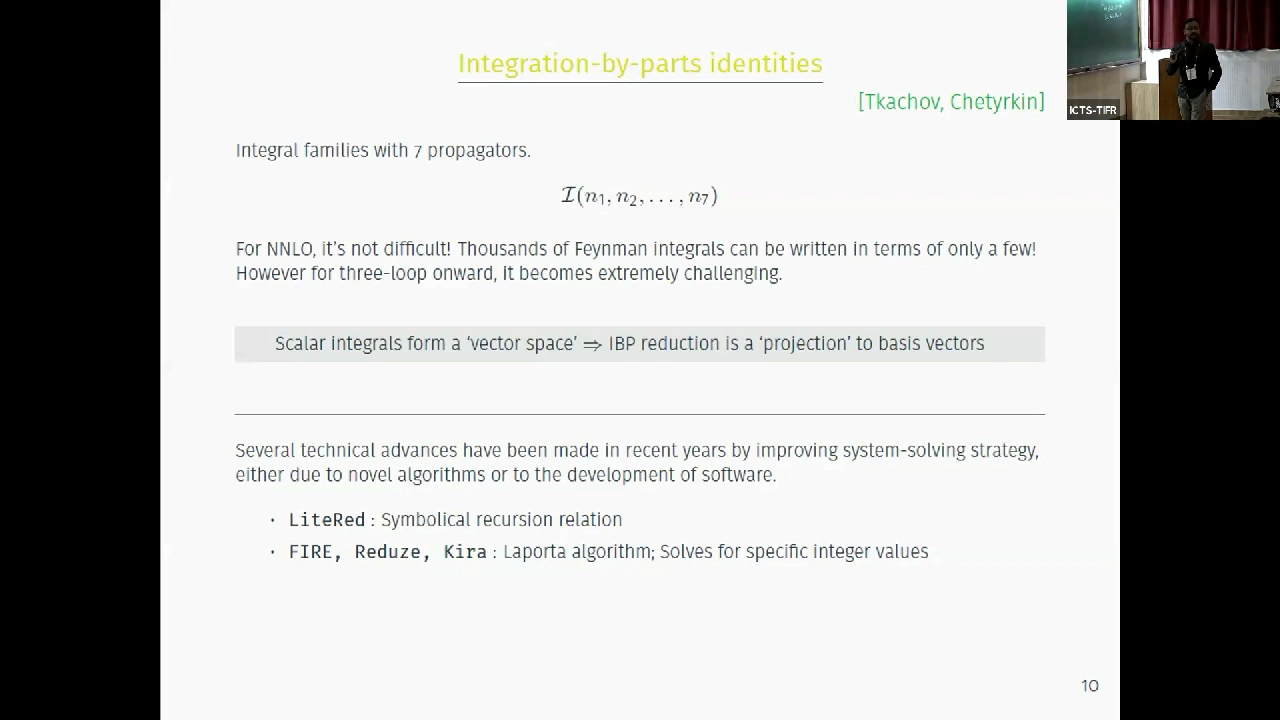 Integration-by-parts identities
[Tkachov, Chetyrkin]
ICTS-TIFR
Integral families with 7 propagators.
ℐ(n₁, n₂, . . . , n₇)
For NNLO, it's not difficult! Thousands of Feynman integrals can be written in terms of only a few!
However for three-loop onward, it becomes extremely challenging.
Scalar integrals form a 'vector space' ⇒ IBP reduction is a 'projection' to basis vectors
Several technical advances have been made in recent years by improving system-solving strategy,
either due to novel algorithms or to the development of software.
· LiteRed : Symbolical recursion relation
· FIRE, Reduze, Kira : Laporta algorithm; Solves for specific integer values
10